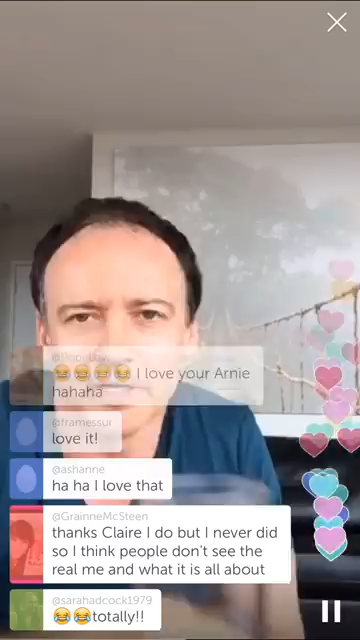 😂😂😂😂 I love your Arnie
hahaha
@framessur
love it!
@ashanne
ha ha I love that
@GrainneMcSteen
thanks Claire I do but I never did
so I think people don't see the
real me and what it is all about
@sarahadcock1979
😂😂totally!!